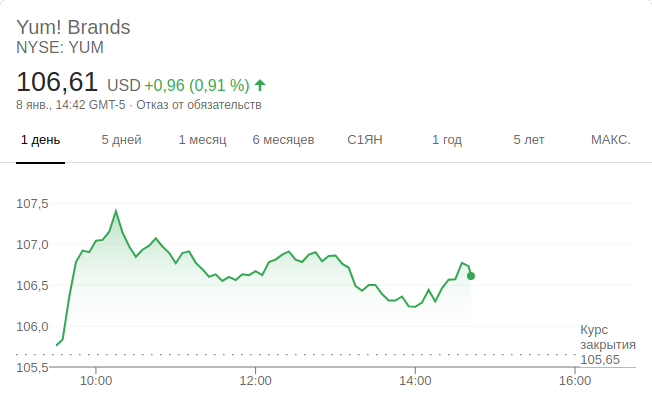 Yum! Brands
NYSE: YUM
106,61 USD +0,96 (0,91 %)
8 янв., 14:42 GMT-5 · Отказ от обязательств
1 день 5 дней 1 месяц 6 месяцев С1ЯН 1 год 5 лет МАКС.
107,5
107,0
106,5
106,0
Курс
закрытия
105,65
105,5
10:00 12:00 14:00 16:00